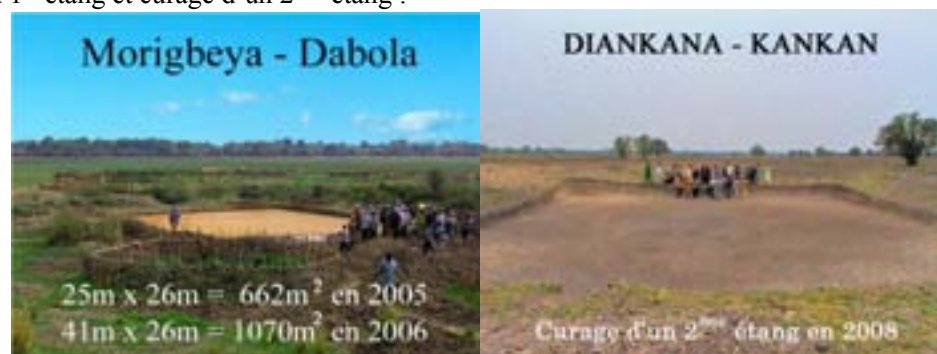 étang et curage d'un 2ème étang :
Morigbeya - Dabola
25m x 26m = 662m² en 2005
41m x 26m = 1070m² en 2006
DIANKANA - KANKAN
Curage d'un 2ème étang en 2008